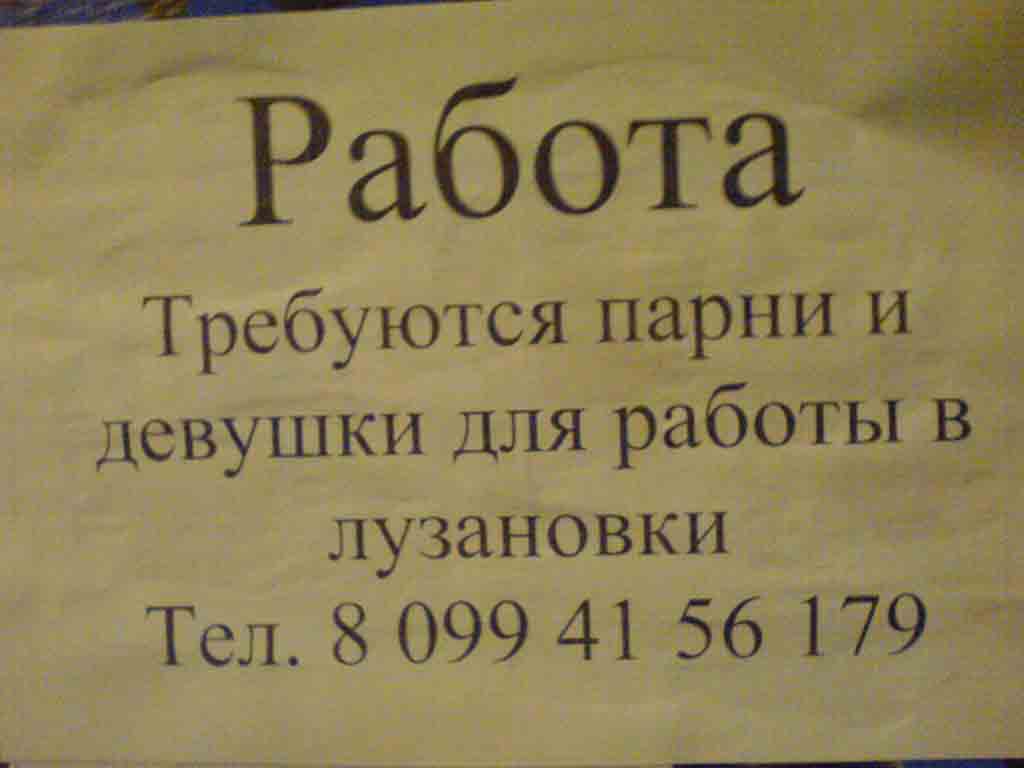 Работа
Требуются парни и
девушки для работы в
лузановки
Тел. 8 099 41 56 179